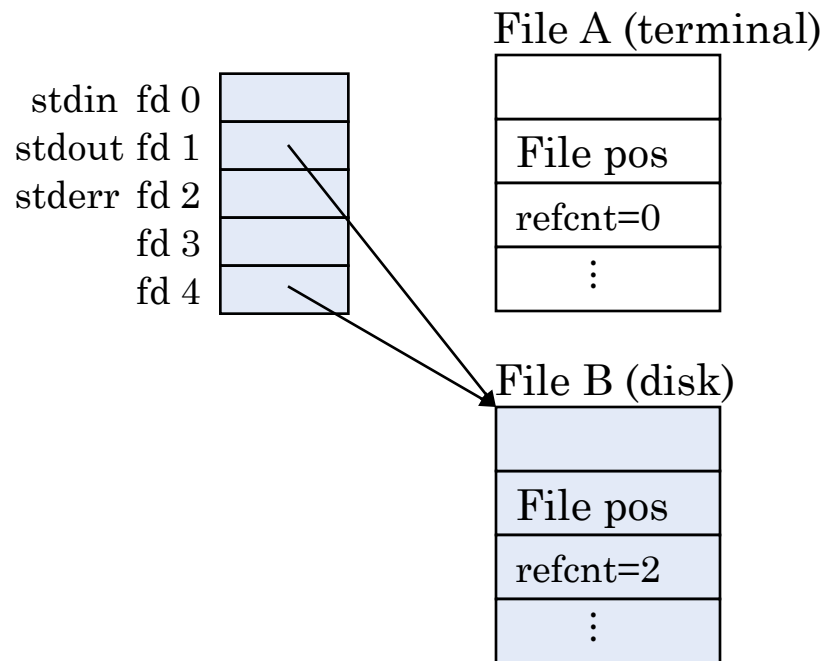 File A (terminal)
stdin fd 0
stdout fd 1
stderr fd 2
fd 3
fd 4
File pos
refcnt=0
⋮
File B (disk)
File pos
refcnt=2
⋮